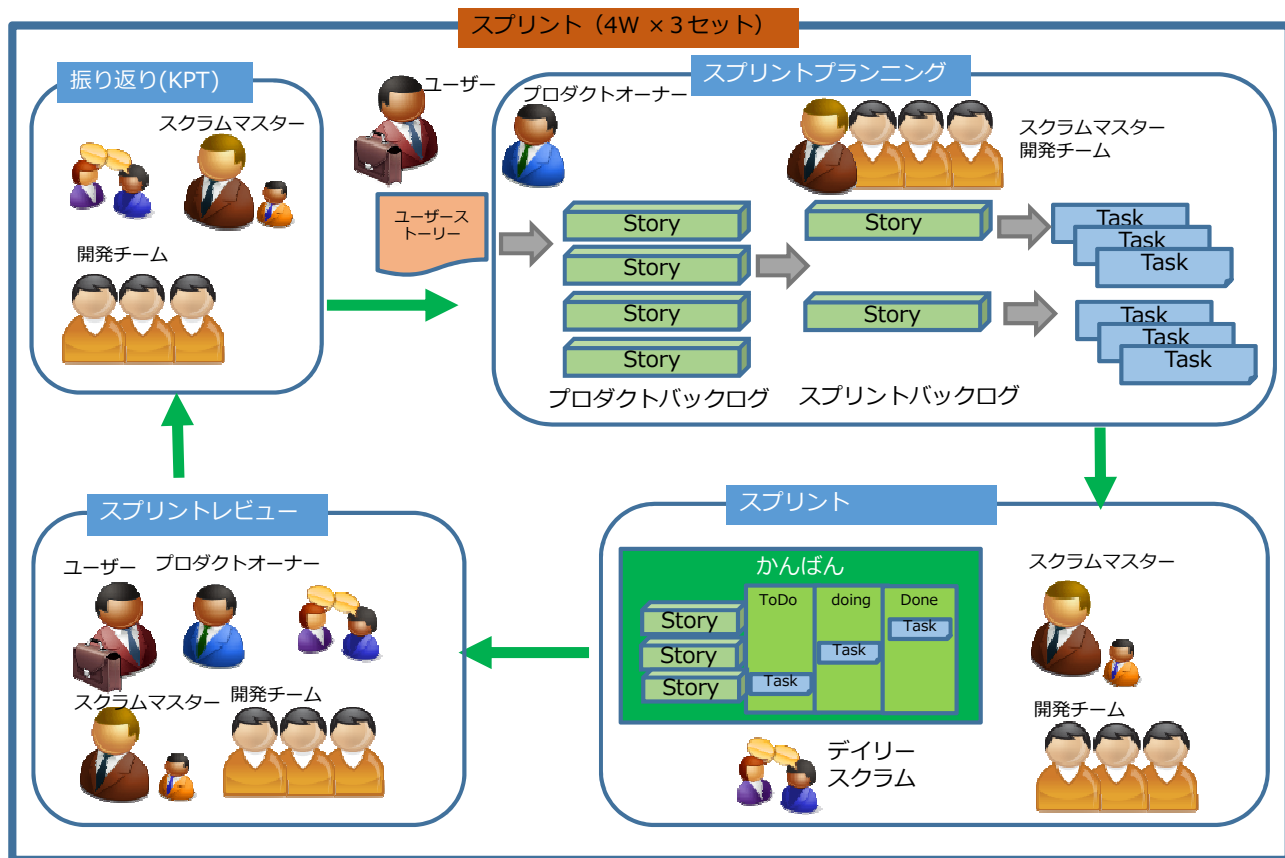 スプリント（4W ×３セット）
振り返り(KPT)
スクラムマスター
開発チーム
ユーザー
ユーザース
トーリー
スプリントプランニング
プロダクトオーナー
スクラムマスター
開発チーム
Story
Story
Story
Story
プロダクトバックログ
Story
Story
スプリントバックログ
Task
Task
Task
Task
Task
Task
スプリントレビュー
ユーザー
プロダクトオーナー
スクラムマスター
開発チーム
スプリント
かんばん
ToDo
doing
Done
Story
Story
Story
Task
Task
Task
デイリー
スクラム
スクラムマスター
開発チーム